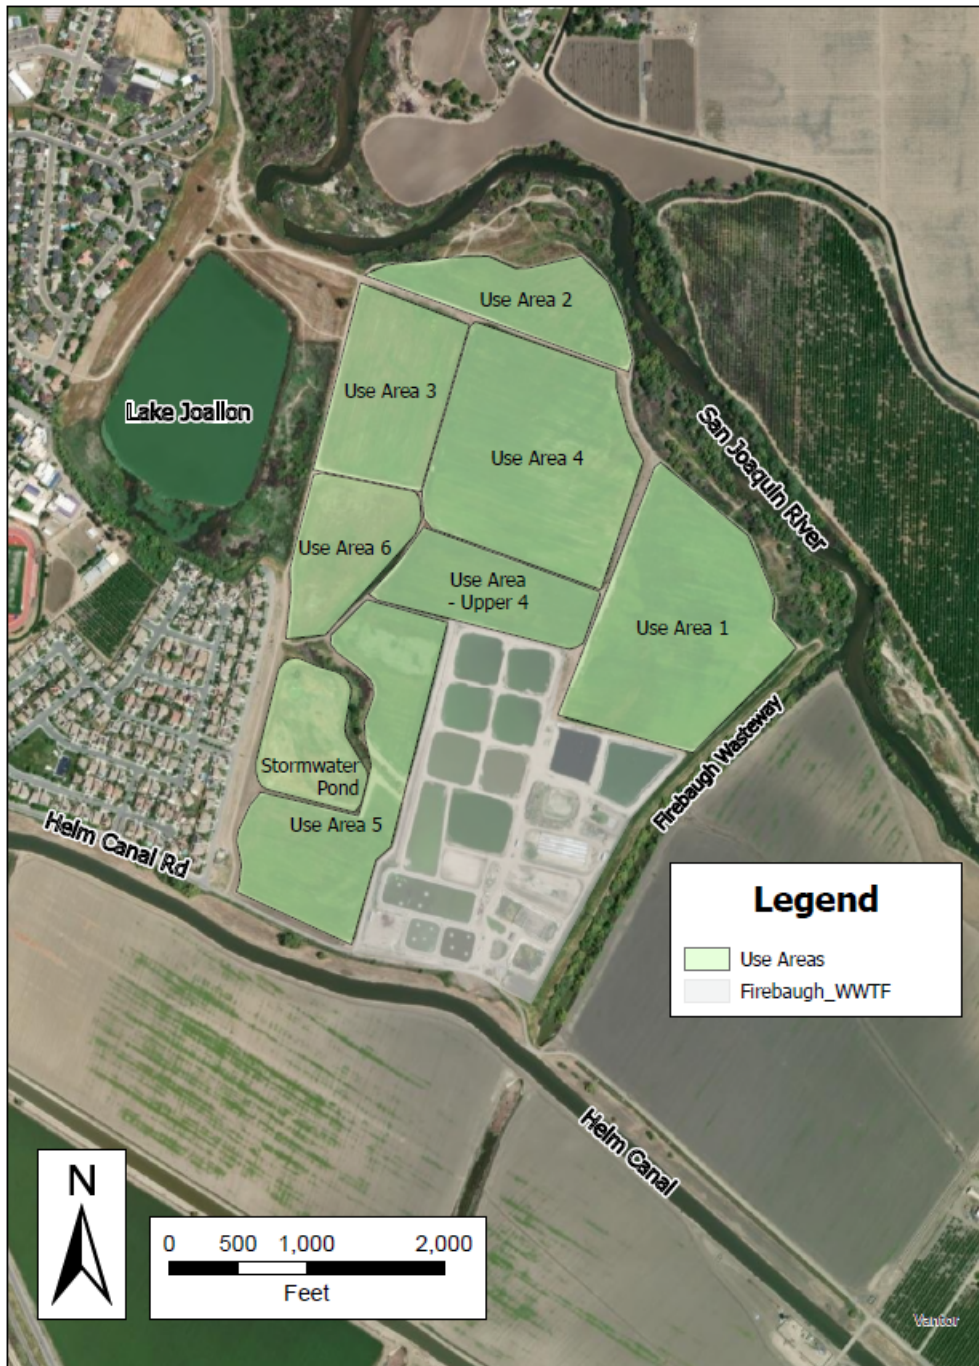 Use Area 2
Use Area 3
Lake Joallon
Use Area 4
San Joaquin River
Use Area 6
Use Area
- Upper 4
Use Area 1
Stormwater
Pond
Firebaugh Wasteway
Use Area 5
Helm Canal Rd
Legend
Use Areas
Firebaugh_WWTF
Helm Canal
N
0 500 1,000 2,000
Feet
Vantor